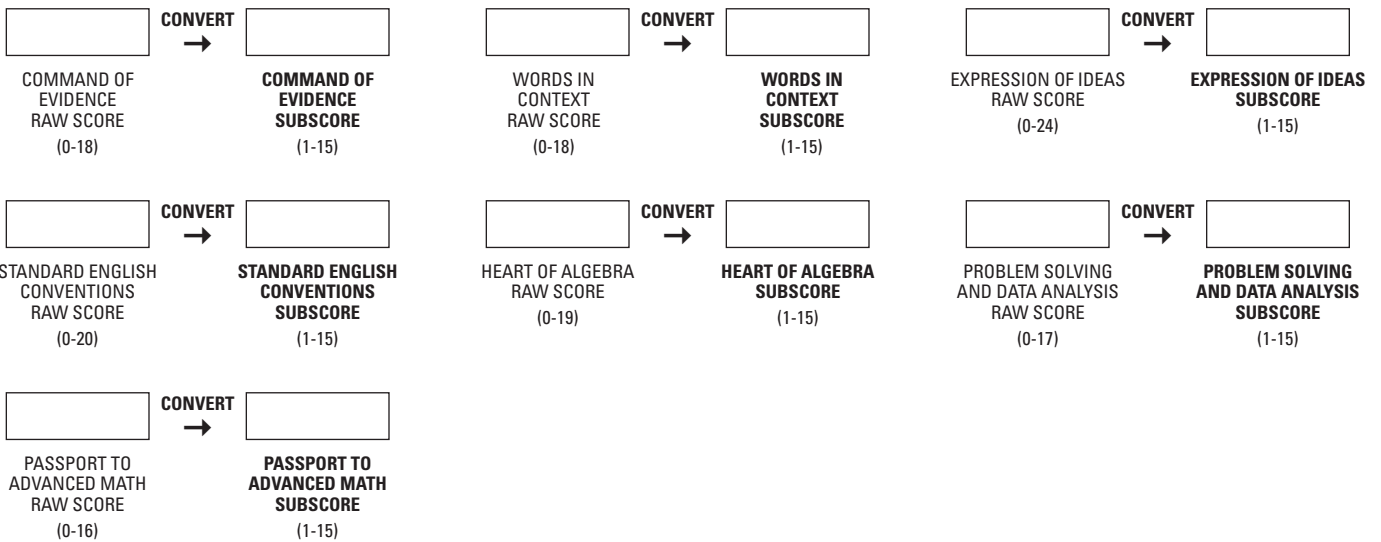 CONVERT
→
COMMAND OF
EVIDENCE
RAW SCORE
(0-18)
COMMAND OF
EVIDENCE
SUBSCORE
(1-15)
CONVERT
→
WORDS IN
CONTEXT
RAW SCORE
(0-18)
WORDS IN
CONTEXT
SUBSCORE
(1-15)
CONVERT
→
EXPRESSION OF IDEAS
RAW SCORE
(0-24)
EXPRESSION OF IDEAS
SUBSCORE
(1-15)
CONVERT
→
STANDARD ENGLISH
CONVENTIONS
RAW SCORE
(0-20)
STANDARD ENGLISH
CONVENTIONS
SUBSCORE
(1-15)
CONVERT
→
HEART OF ALGEBRA
RAW SCORE
(0-19)
HEART OF ALGEBRA
SUBSCORE
(1-15)
CONVERT
→
PROBLEM SOLVING
AND DATA ANALYSIS
RAW SCORE
(0-17)
PROBLEM SOLVING
AND DATA ANALYSIS
SUBSCORE
(1-15)
CONVERT
→
PASSPORT TO
ADVANCED MATH
RAW SCORE
(0-16)
PASSPORT TO
ADVANCED MATH
SUBSCORE
(1-15)